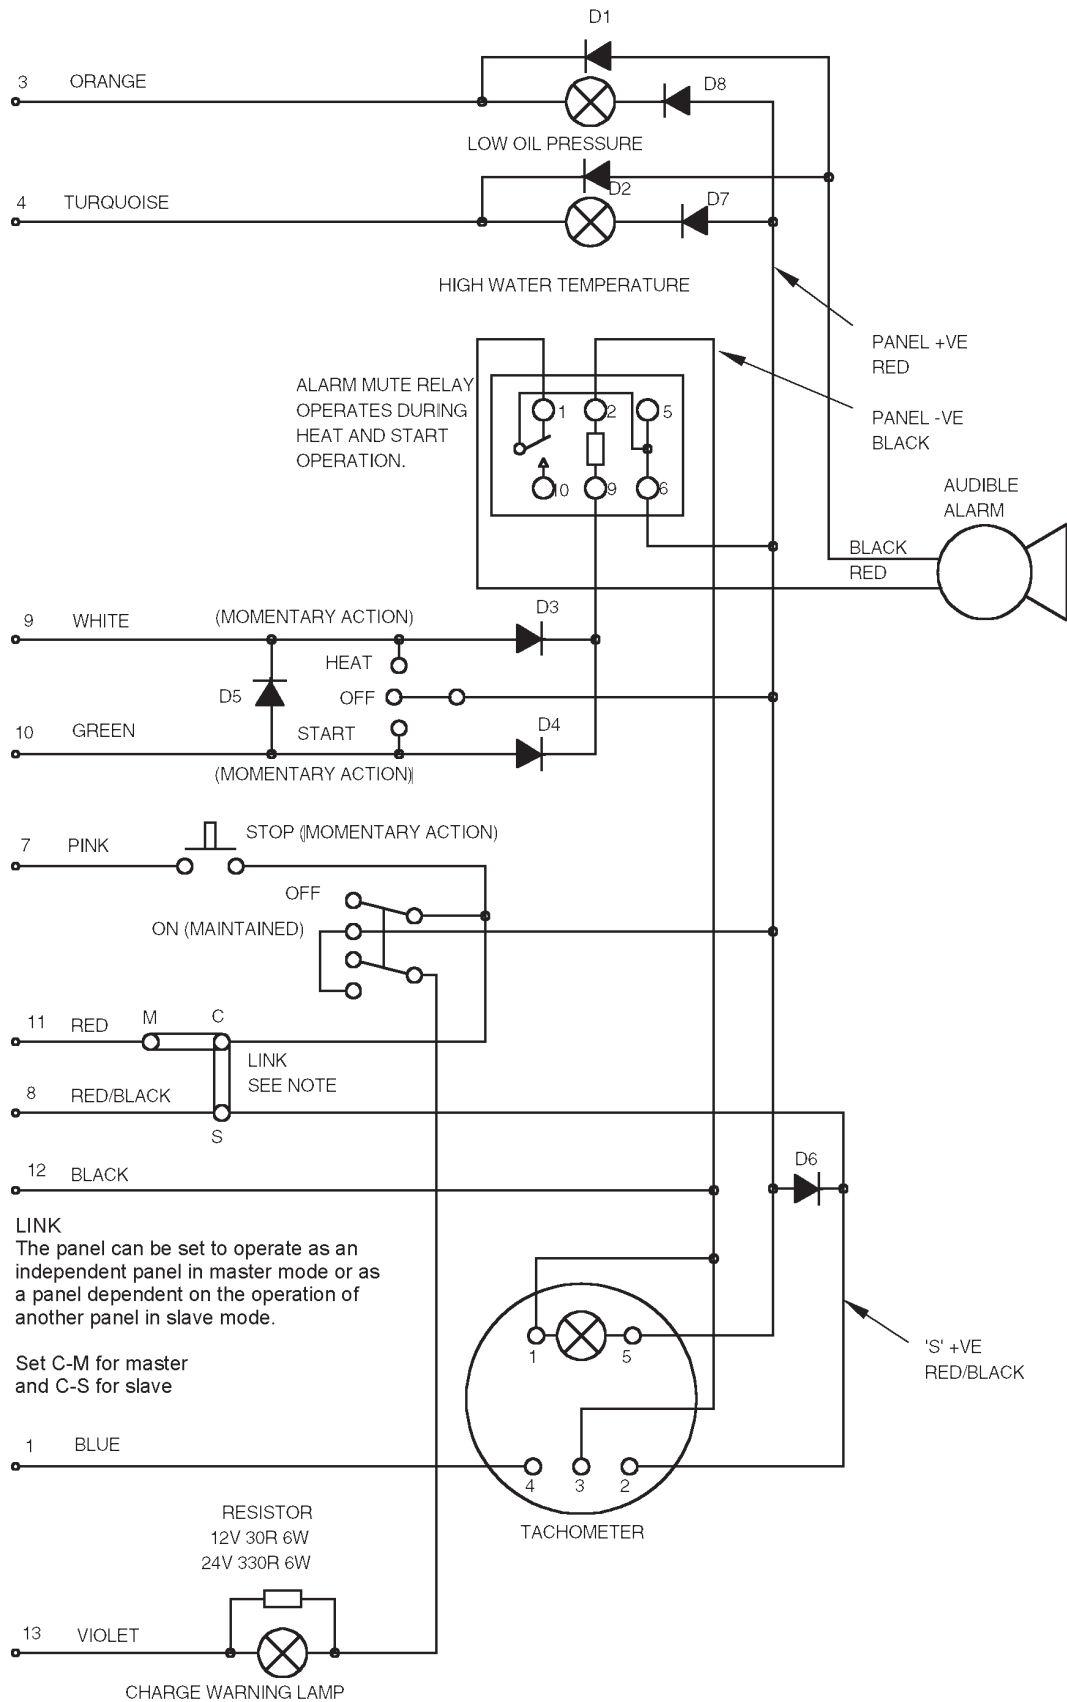 D1
3 ORANGE
D8
LOW OIL PRESSURE
D2
4 TURQUOISE
D7
HIGH WATER TEMPERATURE
PANEL +VE
RED
ALARM MUTE RELAY
OPERATES DURING
HEAT AND START
OPERATION.
1 2 5
10 9 6
PANEL -VE
BLACK
AUDIBLE
ALARM
BLACK
RED
9 WHITE
(MOMENTARY ACTION)
D3
HEAT
D5
OFF
10 GREEN
START
D4
(MOMENTARY ACTION)
7 PINK
STOP (MOMENTARY ACTION)
OFF
ON (MAINTAINED)
11 RED
M C
LINK
SEE NOTE
8 RED/BLACK
S
12 BLACK
D6
LINK
The panel can be set to operate as an
independent panel in master mode or as
a panel dependent on the operation of
another panel in slave mode.
Set C-M for master
and C-S for slave
1 5
'S' +VE
RED/BLACK
1 BLUE
4 3 2
TACHOMETER
RESISTOR
12V 30R 6W
24V 330R 6W
13 VIOLET
CHARGE WARNING LAMP